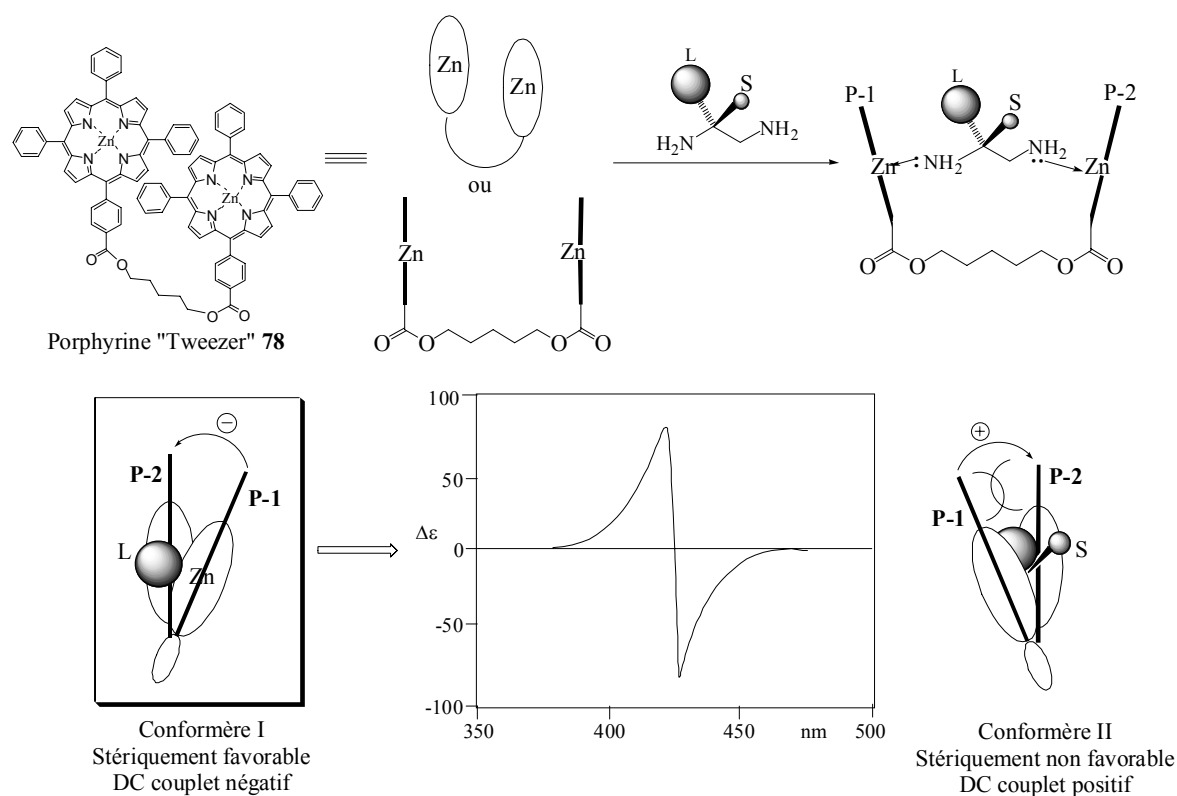 Zn
N
N
N
N
Zn
N
N
N
N
O
O
O
O
Porphyrine "Tweezer" 78
Zn
Zn
ou
Zn
Zn
O
O
O
O
L
S
H₂N
NH₂
P-1
L
S
P-2
Zn
NH₂
NH₂
Zn
O
O
O
O
−
P-2
P-1
L
Zn
Conformère I
Stériquement favorable
DC couplet négatif
100
50
Δε
0
-50
-100
350
400
450
nm
500
+
P-2
P-1
S
Conformère II
Stériquement non favorable
DC couplet positif